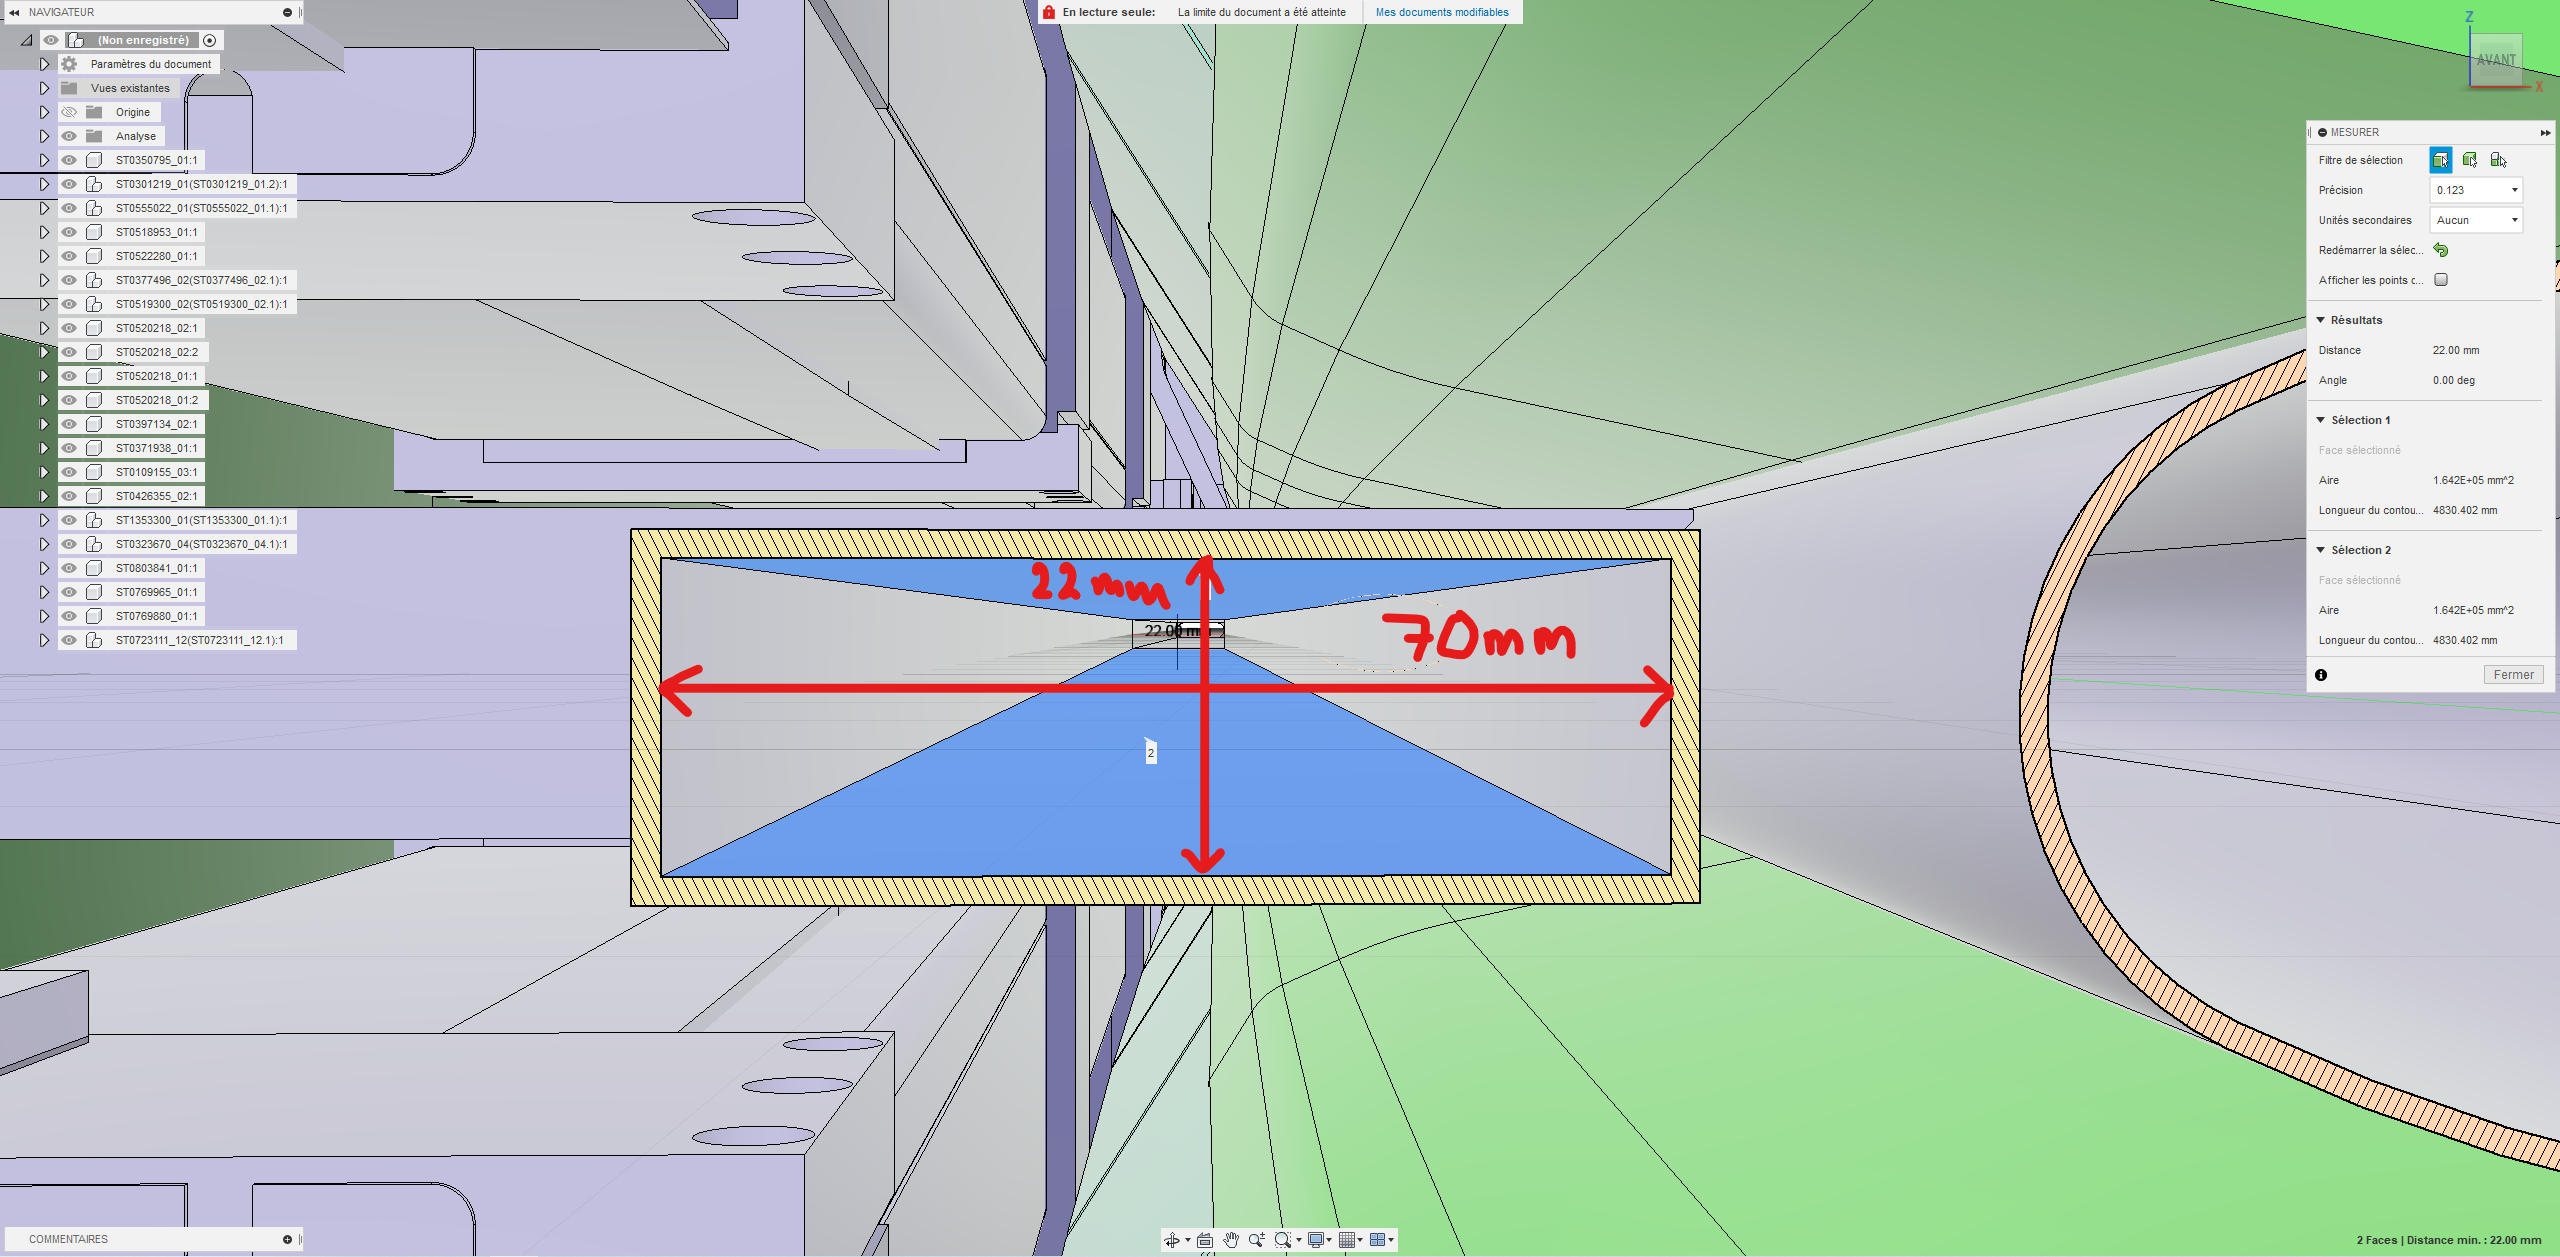 NAVIGATEUR
En lecture seule: La limite du document a été atteinte Mes documents modifiables
(Non enregistré)
Paramètres du document
Vues existantes
Origine
Analyse
ST0350795_01:1
ST0301219_01(ST0301219_01.2):1
ST0555022_01(ST0555022_01.1):1
ST0518953_01:1
ST0522280_01:1
ST0377496_02(ST0377496_02.1):1
ST0519300_02(ST0519300_02.1):1
ST0520218_02:1
ST0520218_02:2
ST0520218_01:1
ST0520218_01:2
ST0397134_02:1
ST0371938_01:1
ST0109155_03:1
ST0426355_02:1
ST1353300_01(ST1353300_01.1):1
ST0323670_04(ST0323670_04.1):1
ST0803841_01:1
ST0769965_01:1
ST0769880_01:1
ST0723111_12(ST0723111_12.1):1
COMMENTAIRES
22 mm
70mm
22.00 mm
2
Z
AVANT
X
MESURER
Filtre de sélection
Précision 0.123
Unités secondaires Aucun
Redémarrer la sélec...
Afficher les points c...
Résultats
Distance 22.00 mm
Angle 0.00 deg
Sélection 1
Face sélectionné
Aire 1.642E+05 mm^2
Longueur du contou... 4830.402 mm
Sélection 2
Face sélectionné
Aire 1.642E+05 mm^2
Longueur du contou... 4830.402 mm
Fermer
2 Faces | Distance min. : 22.00 mm